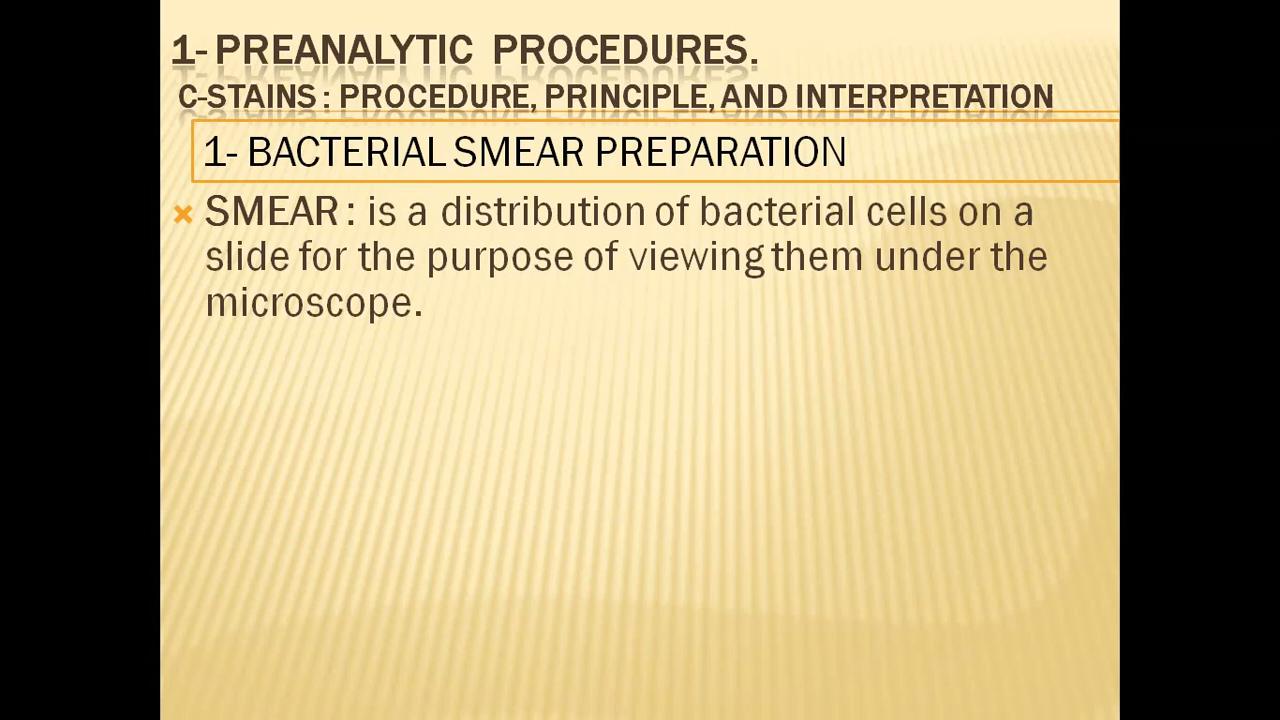 1- PREANALYTIC PROCEDURES.
C-STAINS : PROCEDURE, PRINCIPLE, AND INTERPRETATION
1- BACTERIAL SMEAR PREPARATION
SMEAR : is a distribution of bacterial cells on a
slide for the purpose of viewing them under the
microscope.